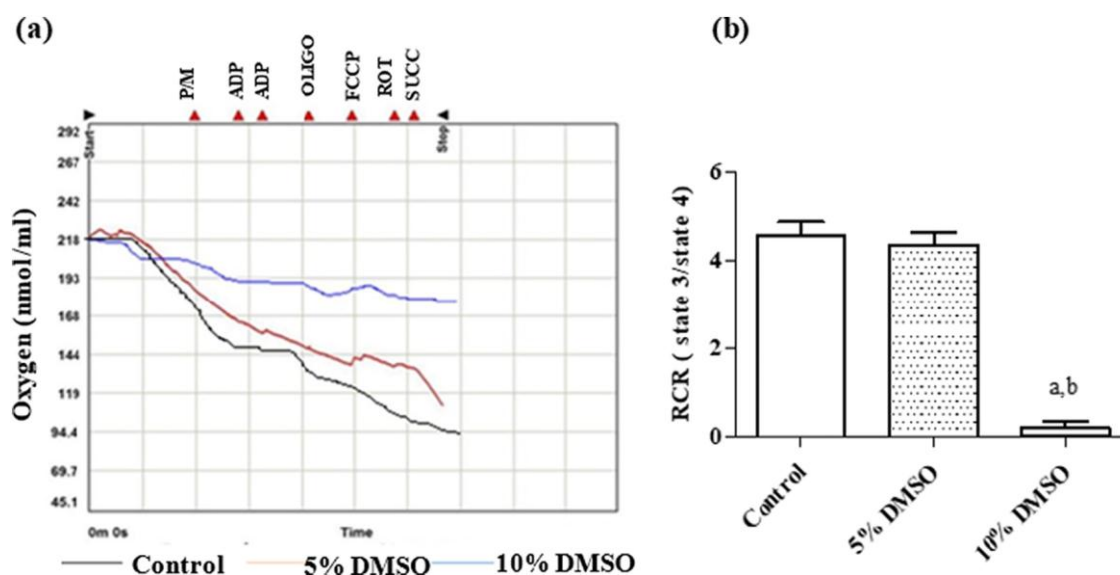 (a)
P/M
ADP
ADP
OLIGO
FCCP
ROT
SUCC
Start
Stop
Oxygen (nmol/ml)
292
267
242
218
193
168
144
119
94.4
69.7
45.1
0m 0s
Time
Control
5% DMSO
10% DMSO
(b)
RCR ( state 3/state 4)
6
4
2
0
a,b
Control
5% DMSO
10% DMSO